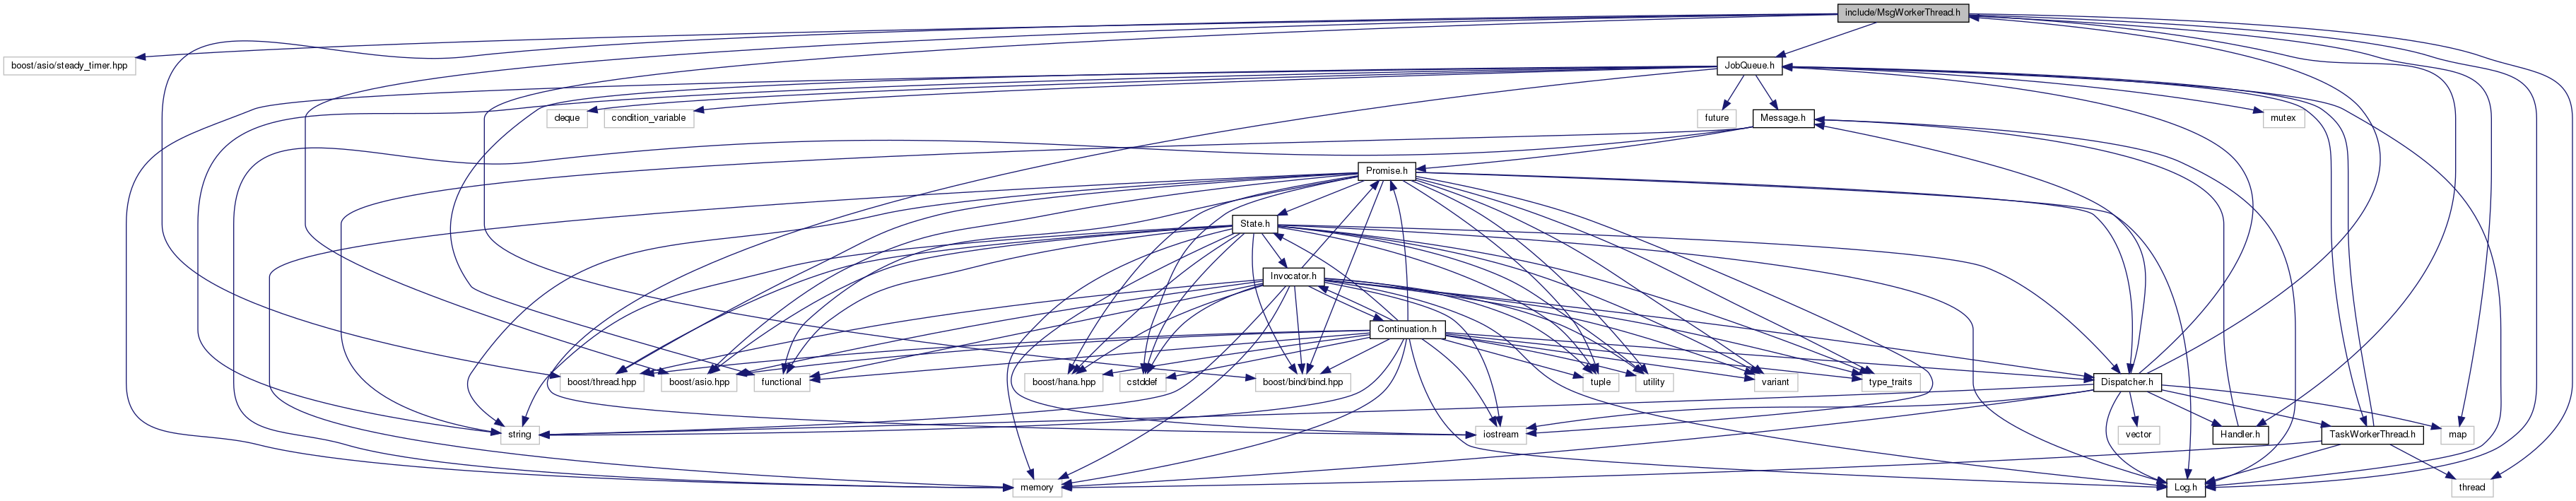 include/MsgWorkerThread.h
boost/asio/steady_timer.hpp
JobQueue.h
deque
condition_variable
future
Message.h
mutex
Promise.h
State.h
Invocator.h
Continuation.h
boost/thread.hpp
boost/asio.hpp
functional
boost/hana.hpp
cstddef
boost/bind/bind.hpp
tuple
utility
variant
type_traits
Dispatcher.h
string
iostream
vector
Handler.h
TaskWorkerThread.h
map
memory
Log.h
thread